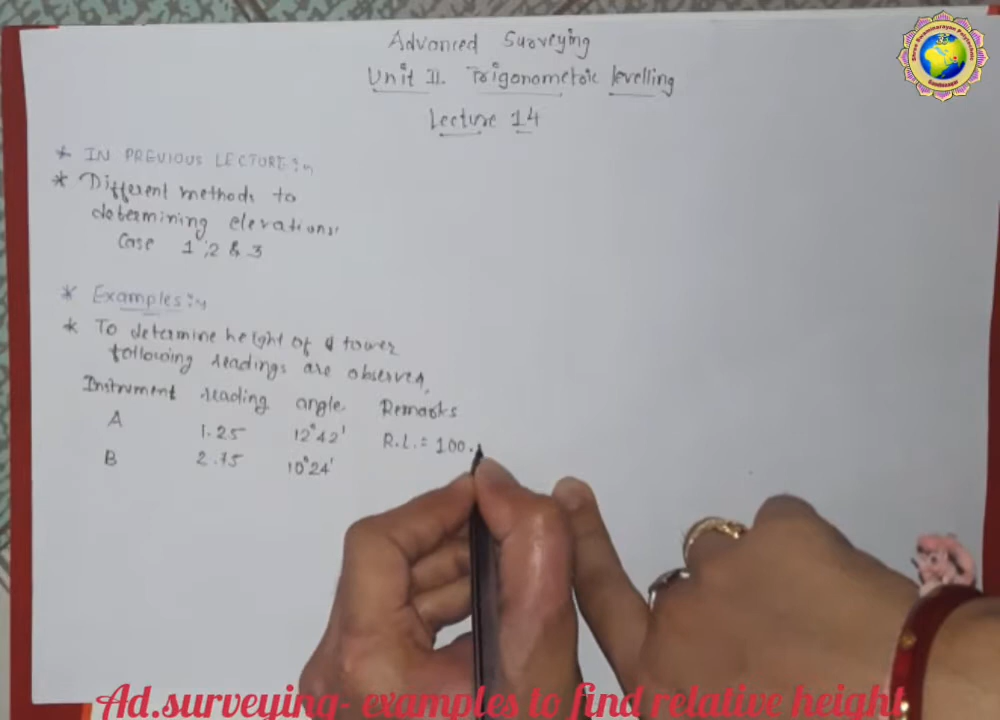 Advanced Surveying
Unit II. Trigonometric levelling
Lecture 14
* IN PREVIOUS LECTURE:-
* Different methods to
determining elevations:
Case 1, 2 & 3
* Examples:-
* To determine height of a tower
following readings are observed,
Instrument reading angle. Remarks
A 1.25 12°42' R.L.= 100.
B 2.75 10°24'
Ad.surveying- examples to find relative height